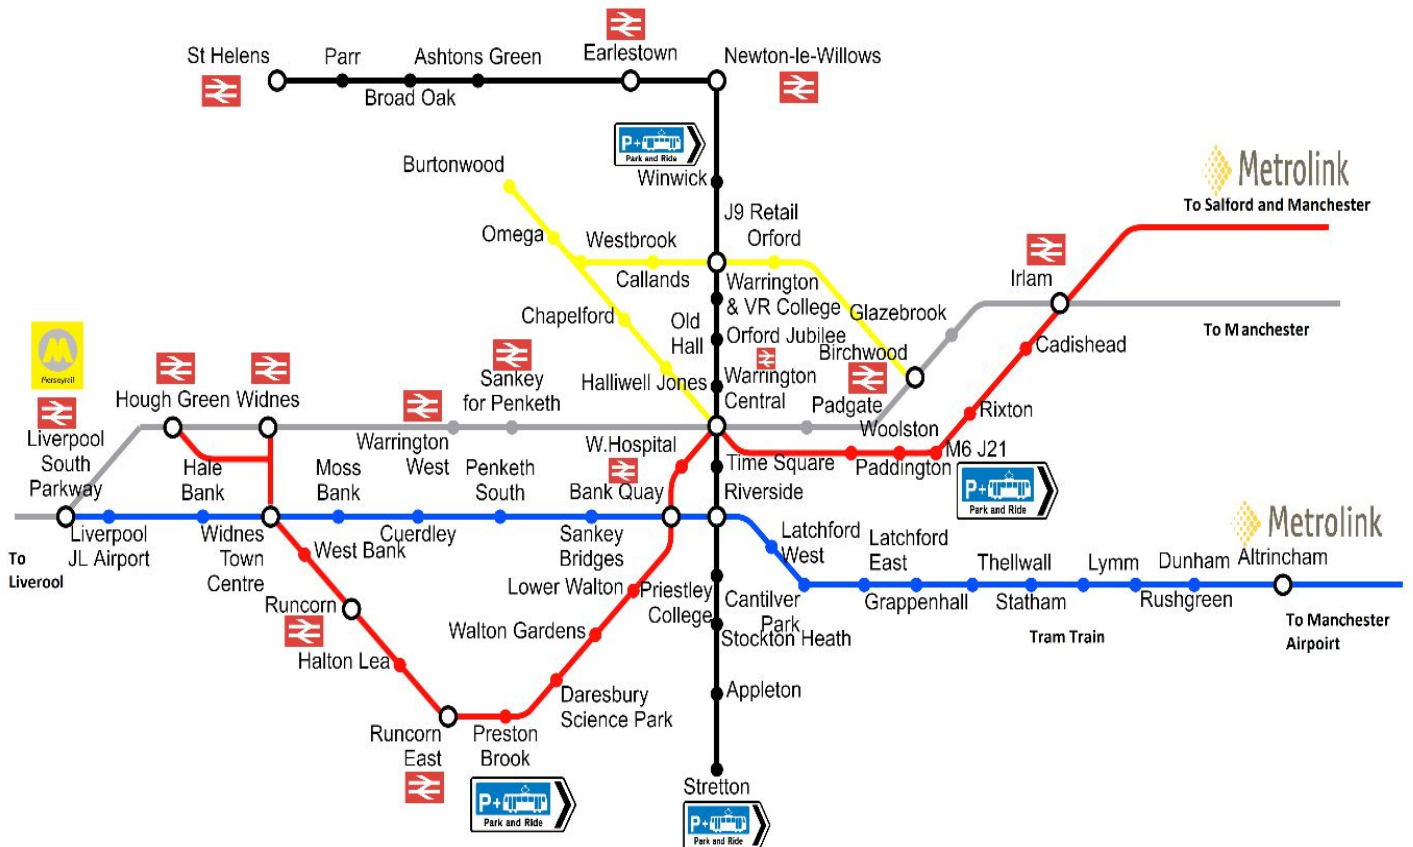 St Helens
Parr
Ashtons Green
Earlestown
Newton-le-Willows
Broad Oak
P+
Park and Ride
Burtonwood
Winwick
Metrolink
To Salford and Manchester
J9 Retail
Omega
Westbrook
Orford
Irlam
Callands
Warrington
& VR College
Glazebrook
Chapelford
Old
Hall
Orford Jubilee
To Manchester
Cadishead
M
Merseyrail
Birchwood
Sankey
for Penketh
Halliwell Jones
Warrington
Central
Hough Green
Widnes
Padgate
Rixton
Liverpool
South
Parkway
Warrington
West
W.Hospital
Woolston
Hale
Bank
Moss
Bank
Penketh
South
Bank Quay
Time Square
Paddington
M6 J21
Riverside
P+
Park and Ride
Metrolink
Liverpool
JL Airport
Widnes
Town
Centre
West Bank
Cuerdley
Sankey
Bridges
Latchford
West
Latchford
East
Thellwall
Lymm
Dunham
Altrincham
To
Liverool
Lower Walton
Priestley
College
Cantilver
Park
Grappenhall
Statham
Rushgreen
Runcorn
Walton Gardens
Stockton Heath
Tram Train
To Manchester
Airpoirt
Halton Lea
Daresbury
Science Park
Appleton
Runcorn
East
Preston
Brook
Stretton
P+
Park and Ride
P+
Park and Ride